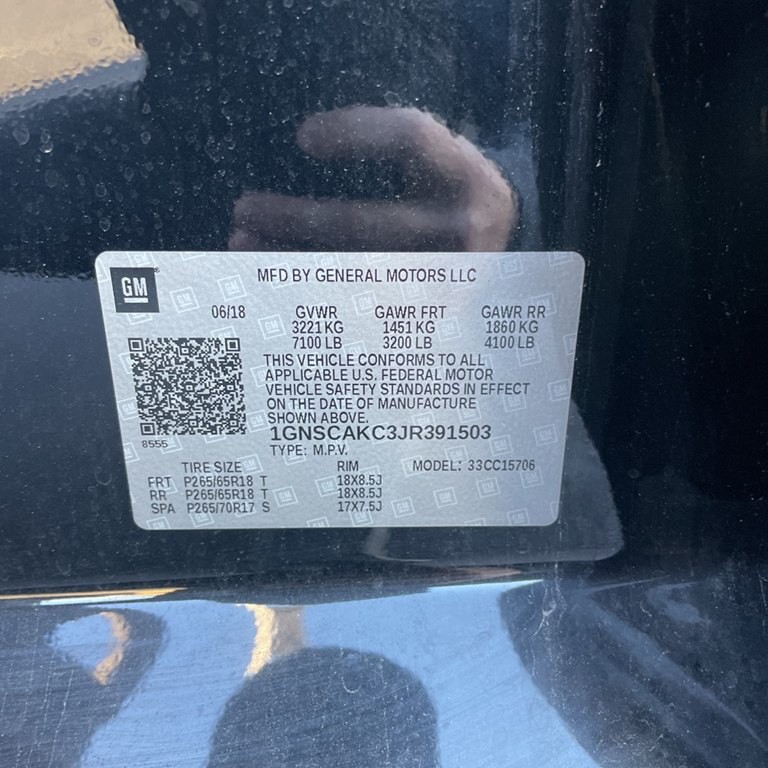 GM
MFD BY GENERAL MOTORS LLC
06/18 GVWR GAWR FRT GAWR RR
3221 KG 1451 KG 1860 KG
7100 LB 3200 LB 4100 LB
THIS VEHICLE CONFORMS TO ALL
APPLICABLE U.S. FEDERAL MOTOR
VEHICLE SAFETY STANDARDS IN EFFECT
ON THE DATE OF MANUFACTURE
SHOWN ABOVE.
8555
1GNSCAKC3JR391503
TYPE: M.P.V.
TIRE SIZE RIM MODEL: 33CC15706
FRT P265/65R18 T 18X8.5J
RR P265/65R18 T 18X8.5J
SPA P265/70R17 S 17X7.5J